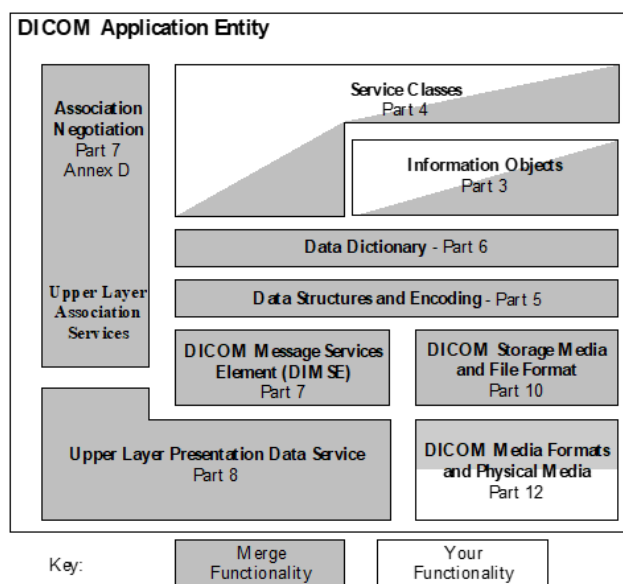 DICOM Application Entity
Association
Negotiation
Part 7
Annex D
Upper Layer
Association
Services
Service Classes
Part 4
Information Objects
Part 3
Data Dictionary - Part 6
Data Structures and Encoding - Part 5
DICOM Message Services
Element (DIMSE)
Part 7
DICOM Storage Media
and File Format
Part 10
Upper Layer Presentation Data Service
Part 8
DICOM Media Formats
and Physical Media
Part 12
Key:
Merge
Functionality
Your
Functionality